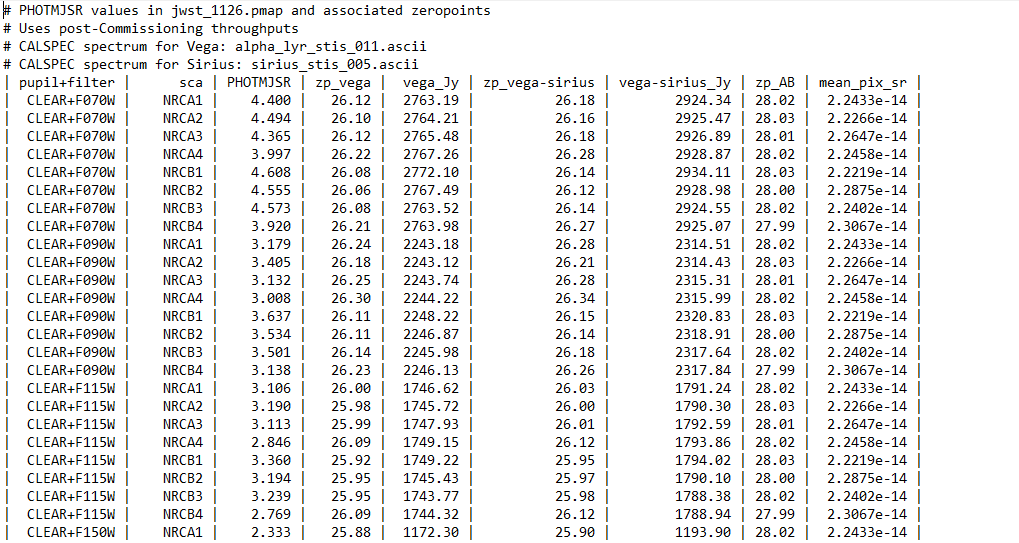 # PHOTMJSR values in jwst_1126.pmap and associated zeropoints
# Uses post-Commissioning throughputs
# CALSPEC spectrum for Vega: alpha_lyr_stis_011.ascii
# CALSPEC spectrum for Sirius: sirius_stis_005.ascii
| pupil+filter | sca | PHOTMJSR | zp_vega | vega_Jy | zp_vega-sirius | vega-sirius_Jy | zp_AB | mean_pix_sr |
| CLEAR+F070W | NRCA1 | 4.400 | 26.12 | 2763.19 | 26.18 | 2924.34 | 28.02 | 2.2433e-14 |
| CLEAR+F070W | NRCA2 | 4.494 | 26.10 | 2764.21 | 26.16 | 2925.47 | 28.03 | 2.2266e-14 |
| CLEAR+F070W | NRCA3 | 4.365 | 26.12 | 2765.48 | 26.18 | 2926.89 | 28.01 | 2.2647e-14 |
| CLEAR+F070W | NRCA4 | 3.997 | 26.22 | 2767.26 | 26.28 | 2928.87 | 28.02 | 2.2458e-14 |
| CLEAR+F070W | NRCB1 | 4.608 | 26.08 | 2772.10 | 26.14 | 2934.11 | 28.03 | 2.2219e-14 |
| CLEAR+F070W | NRCB2 | 4.555 | 26.06 | 2767.49 | 26.12 | 2928.98 | 28.00 | 2.2875e-14 |
| CLEAR+F070W | NRCB3 | 4.573 | 26.08 | 2763.52 | 26.14 | 2924.55 | 28.02 | 2.2402e-14 |
| CLEAR+F070W | NRCB4 | 3.920 | 26.21 | 2763.98 | 26.27 | 2925.07 | 27.99 | 2.3067e-14 |
| CLEAR+F090W | NRCA1 | 3.179 | 26.24 | 2243.18 | 26.28 | 2314.51 | 28.02 | 2.2433e-14 |
| CLEAR+F090W | NRCA2 | 3.405 | 26.18 | 2243.12 | 26.21 | 2314.43 | 28.03 | 2.2266e-14 |
| CLEAR+F090W | NRCA3 | 3.132 | 26.25 | 2243.74 | 26.28 | 2315.31 | 28.01 | 2.2647e-14 |
| CLEAR+F090W | NRCA4 | 3.008 | 26.30 | 2244.22 | 26.34 | 2315.99 | 28.02 | 2.2458e-14 |
| CLEAR+F090W | NRCB1 | 3.637 | 26.11 | 2248.22 | 26.15 | 2320.83 | 28.03 | 2.2219e-14 |
| CLEAR+F090W | NRCB2 | 3.534 | 26.11 | 2246.87 | 26.14 | 2318.91 | 28.00 | 2.2875e-14 |
| CLEAR+F090W | NRCB3 | 3.501 | 26.14 | 2245.98 | 26.18 | 2317.64 | 28.02 | 2.2402e-14 |
| CLEAR+F090W | NRCB4 | 3.138 | 26.23 | 2246.13 | 26.26 | 2317.84 | 27.99 | 2.3067e-14 |
| CLEAR+F115W | NRCA1 | 3.106 | 26.00 | 1746.62 | 26.03 | 1791.24 | 28.02 | 2.2433e-14 |
| CLEAR+F115W | NRCA2 | 3.190 | 25.98 | 1745.72 | 26.00 | 1790.30 | 28.03 | 2.2266e-14 |
| CLEAR+F115W | NRCA3 | 3.113 | 25.99 | 1747.93 | 26.01 | 1792.59 | 28.01 | 2.2647e-14 |
| CLEAR+F115W | NRCA4 | 2.846 | 26.09 | 1749.15 | 26.12 | 1793.86 | 28.02 | 2.2458e-14 |
| CLEAR+F115W | NRCB1 | 3.360 | 25.92 | 1749.22 | 25.95 | 1794.02 | 28.03 | 2.2219e-14 |
| CLEAR+F115W | NRCB2 | 3.194 | 25.95 | 1745.43 | 25.97 | 1790.10 | 28.00 | 2.2875e-14 |
| CLEAR+F115W | NRCB3 | 3.239 | 25.95 | 1743.77 | 25.98 | 1788.38 | 28.02 | 2.2402e-14 |
| CLEAR+F115W | NRCB4 | 2.769 | 26.09 | 1744.32 | 26.12 | 1788.94 | 27.99 | 2.3067e-14 |
| CLEAR+F150W | NRCA1 | 2.333 | 25.88 | 1172.30 | 25.90 | 1193.90 | 28.02 | 2.2433e-14 |